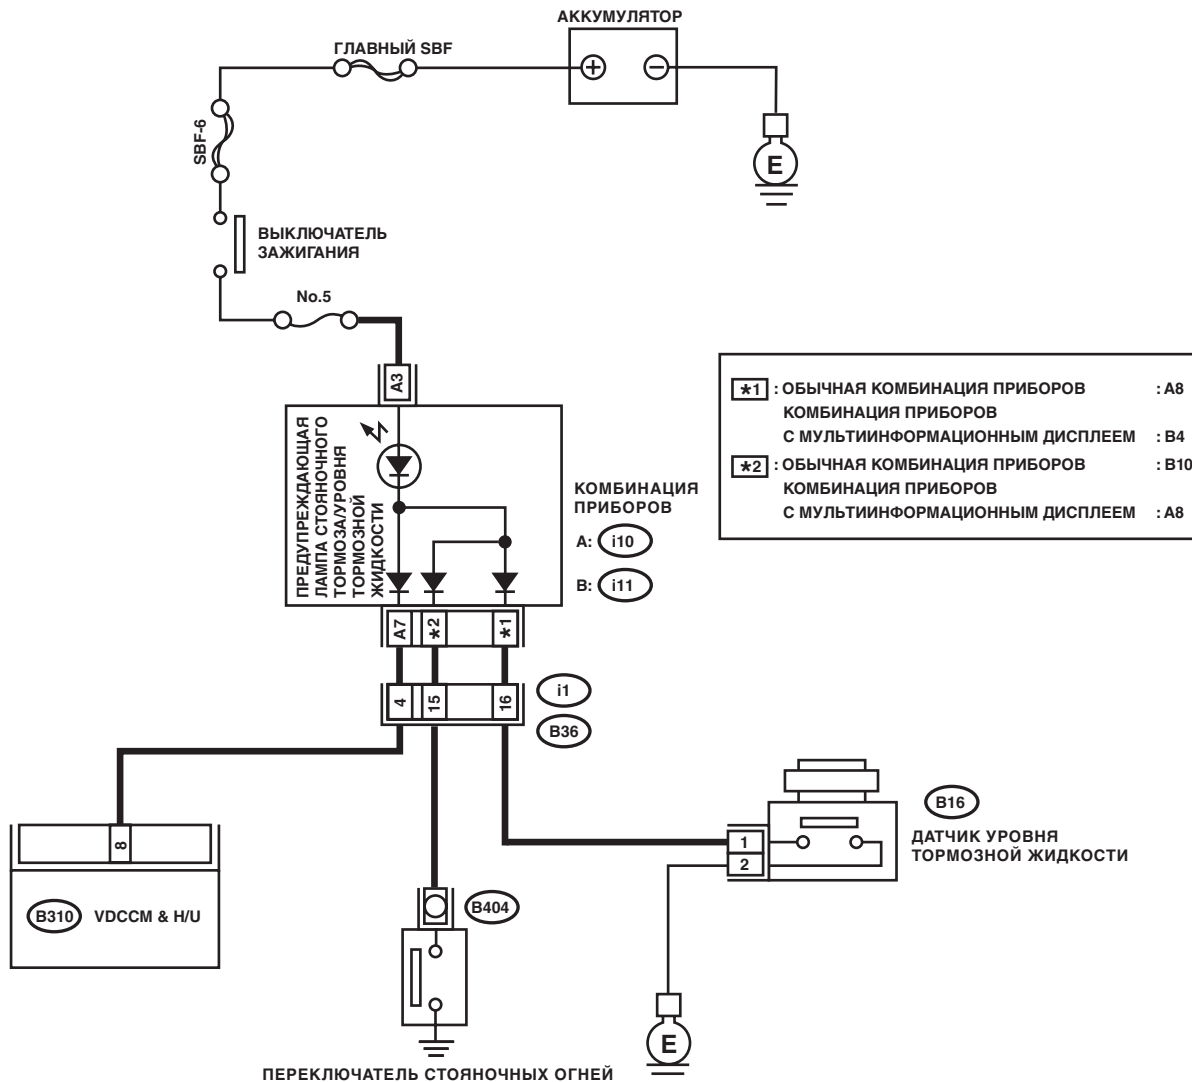 АККУМУЛЯТОР
ГЛАВНЫЙ SBF
E
SBF-6
ВЫКЛЮЧАТЕЛЬ
ЗАЖИГАНИЯ
No.5
A3
*1 : ОБЫЧНАЯ КОМБИНАЦИЯ ПРИБОРОВ : A8
КОМБИНАЦИЯ ПРИБОРОВ
С МУЛЬТИИНФОРМАЦИОННЫМ ДИСПЛЕЕМ : B4
*2 : ОБЫЧНАЯ КОМБИНАЦИЯ ПРИБОРОВ : B10
КОМБИНАЦИЯ ПРИБОРОВ
С МУЛЬТИИНФОРМАЦИОННЫМ ДИСПЛЕЕМ : A8
ПРЕДУПРЕЖДАЮЩАЯ
ЛАМПА СТОЯНОЧНОГО
ТОРМОЗА/УРОВНЯ
ТОРМОЗНОЙ
ЖИДКОСТИ
КОМБИНАЦИЯ
ПРИБОРОВ
A: i10
B: i11
A7 *2 *1
4 15 16
i1
B36
8
B310 VDCCM & H/U
B404
B16
1
2
ДАТЧИК УРОВНЯ
ТОРМОЗНОЙ ЖИДКОСТИ
E
ПЕРЕКЛЮЧАТЕЛЬ СТОЯНОЧНЫХ ОГНЕЙ